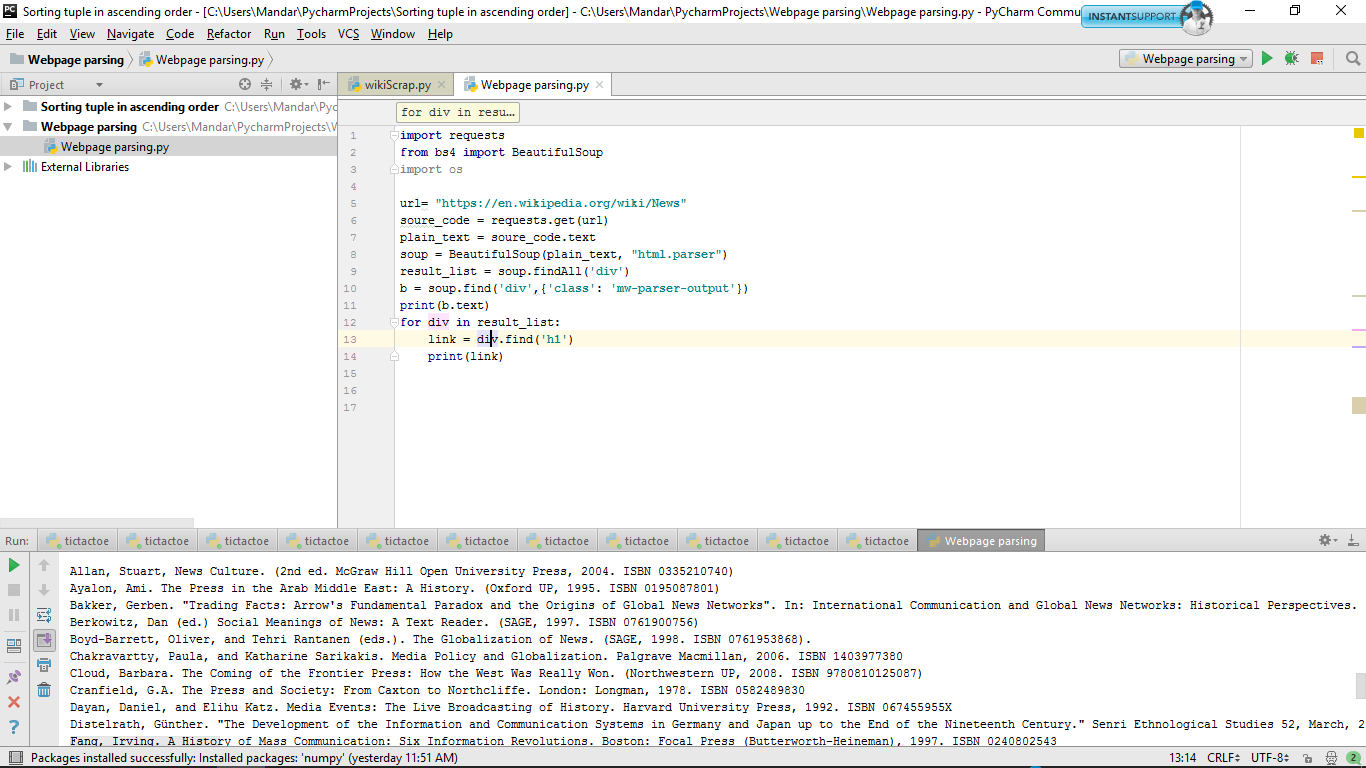 Sorting tuple in ascending order - [C:\Users\Mandar\PycharmProjects\Sorting tuple in ascending order] - C:\Users\Mandar\PycharmProjects\Webpage parsing\Webpage parsing.py - PyCharm Commu
INSTANTSUPPORT
File Edit View Navigate Code Refactor Run Tools VCS Window Help
Webpage parsing Webpage parsing.py Webpage parsing
Project wikiScrap.py Webpage parsing.py
Sorting tuple in ascending order C:\Users\Mandar\Pyc
Webpage parsing C:\Users\Mandar\PycharmProjects\
Webpage parsing.py
External Libraries
for div in resu...
1 import requests
2 from bs4 import BeautifulSoup
3 import os
4
5 url= "https://en.wikipedia.org/wiki/News"
6 soure_code = requests.get(url)
7 plain_text = soure_code.text
8 soup = BeautifulSoup(plain_text, "html.parser")
9 result_list = soup.findAll('div')
10 b = soup.find('div',{'class': 'mw-parser-output'})
11 print(b.text)
12 for div in result_list:
13 link = div.find('h1')
14 print(link)
15
16
17
Run: tictactoe tictactoe tictactoe tictactoe tictactoe tictactoe tictactoe tictactoe tictactoe tictactoe tictactoe Webpage parsing
Allan, Stuart, News Culture. (2nd ed. McGraw Hill Open University Press, 2004. ISBN 0335210740)
Ayalon, Ami. The Press in the Arab Middle East: A History. (Oxford UP, 1995. ISBN 0195087801)
Bakker, Gerben. "Trading Facts: Arrow's Fundamental Paradox and the Origins of Global News Networks". In: International Communication and Global News Networks: Historical Perspectives.
Berkowitz, Dan (ed.) Social Meanings of News: A Text Reader. (SAGE, 1997. ISBN 0761900756)
Boyd-Barrett, Oliver, and Tehri Rantanen (eds.). The Globalization of News. (SAGE, 1998. ISBN 0761953868).
Chakravartty, Paula, and Katharine Sarikakis. Media Policy and Globalization. Palgrave Macmillan, 2006. ISBN 1403977380
Cloud, Barbara. The Coming of the Frontier Press: How the West Was Really Won. (Northwestern UP, 2008. ISBN 9780810125087)
Cranfield, G.A. The Press and Society: From Caxton to Northcliffe. London: Longman, 1978. ISBN 0582489830
Dayan, Daniel, and Elihu Katz. Media Events: The Live Broadcasting of History. Harvard University Press, 1992. ISBN 067455955X
Distelrath, Günther. "The Development of the Information and Communication Systems in Germany and Japan up to the End of the Nineteenth Century." Senri Ethnological Studies 52, March, 2
Fang, Irving. A History of Mass Communication: Six Information Revolutions. Boston: Focal Press (Butterworth-Heineman), 1997. ISBN 0240802543
Packages installed successfully: Installed packages: 'numpy' (yesterday 11:51 AM) 13:14 CRLF UTF-8 2